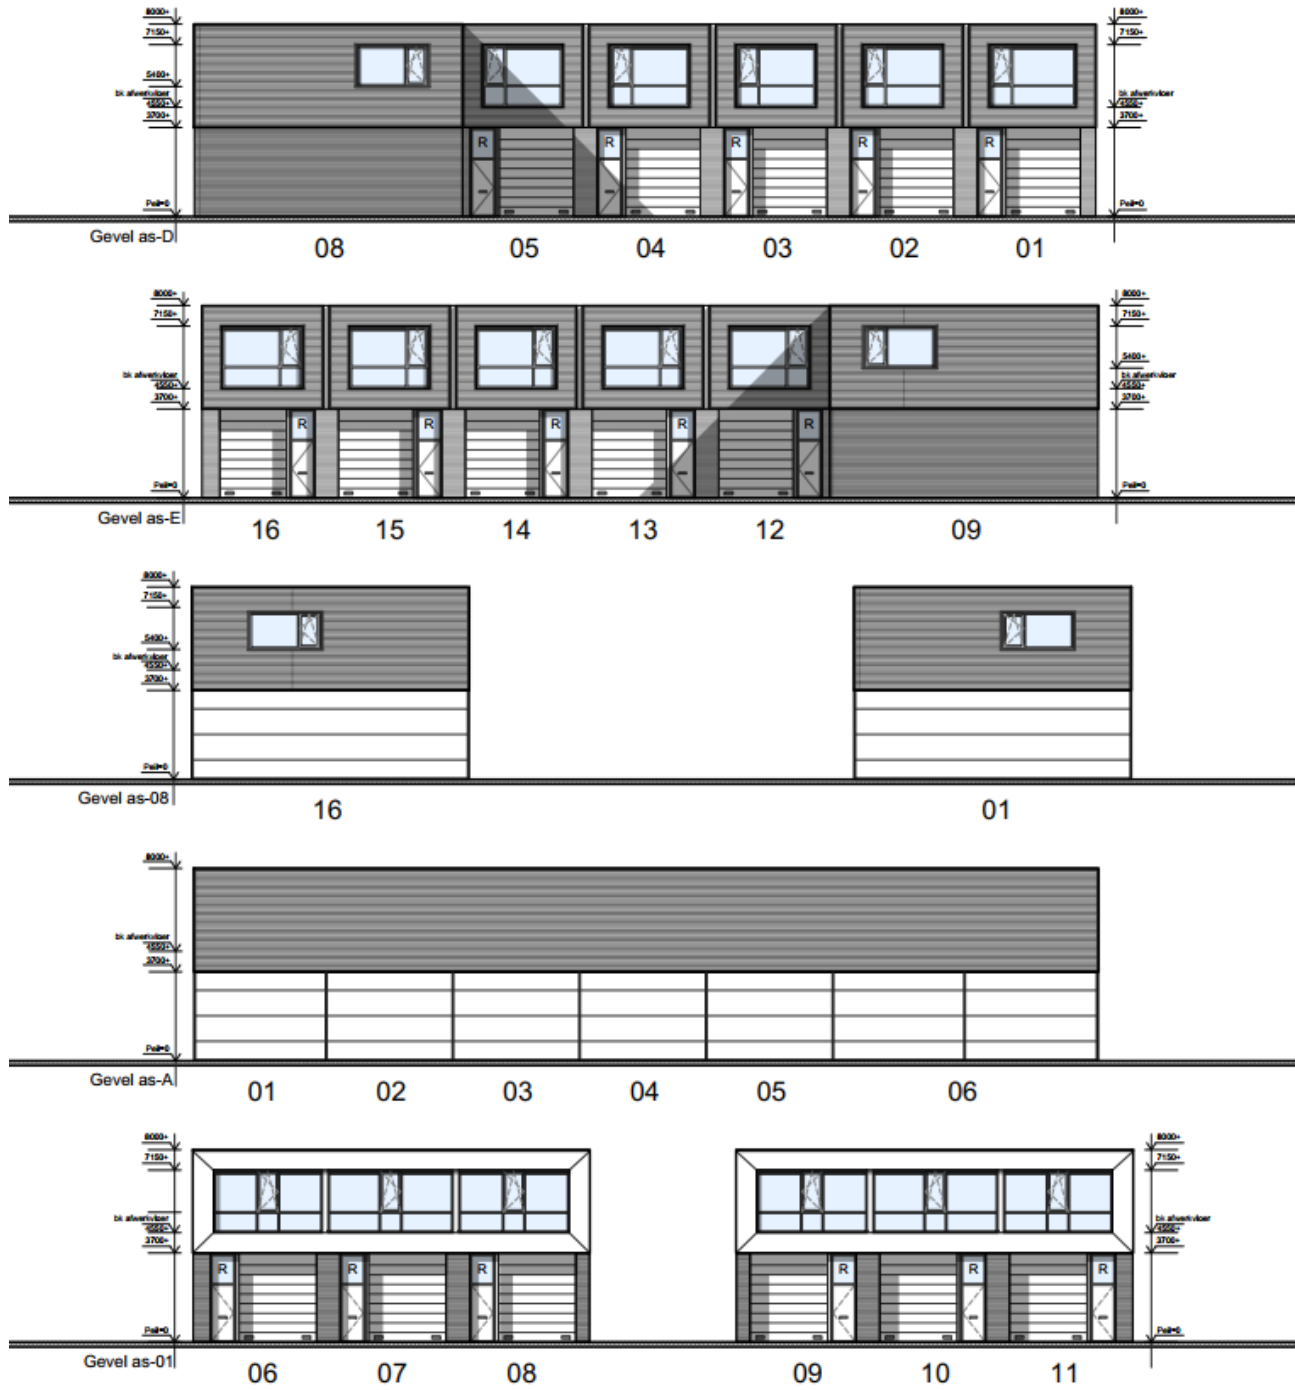 8000+ 8000+
7150+ 7150+
5400+ 5400+
bk afwerkvloer bk afwerkvloer
4550+ 4550+
3700+ 3700+
R R R R R
Peil=0 Peil=0
Gevel as-D
08 05 04 03 02 01
8000+ 8000+
7150+ 7150+
5400+
bk afwerkvloer bk afwerkvloer
4550+ 4550+
3700+ 3700+
R R R R R
Peil=0 Peil=0
Gevel as-E
16 15 14 13 12 09
8000+
7150+
5400+
bk afwerkvloer
4550+
3700+
Peil=0
Gevel as-08
16 01
8000+
bk afwerkvloer
4550+
3700+
Peil=0
Gevel as-A
01 02 03 04 05 06
8000+ 8000+
7150+ 7150+
bk afwerkvloer bk afwerkvloer
4550+ 4550+
3700+ 3700+
R R R R R R
Peil=0 Peil=0
Gevel as-01
06 07 08 09 10 11